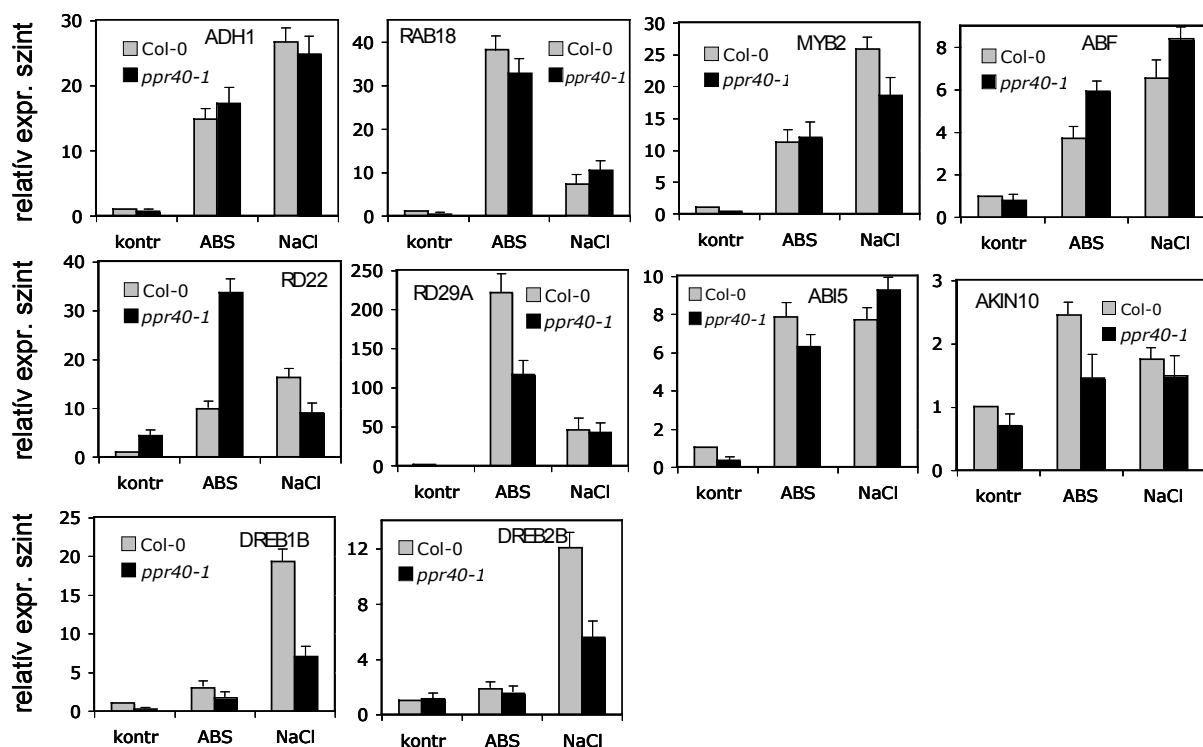 relatív expr. szint
30
20
10
0
ADH1
Col-0
ppr40-1
kontr ABS NaCl
40
30
20
10
0
RAB18
Col-0
ppr40-1
kontr ABS NaCl
30
25
20
15
10
5
0
MYB2
Col-0
ppr40-1
kontr ABS NaCl
8
6
4
2
0
ABF
Col-0
ppr40-1
kontr ABS NaCl
relatív expr. szint
40
30
20
10
0
RD22
Col-0
ppr40-1
kontr ABS NaCl
250
200
150
100
50
0
RD29A
Col-0
ppr40-1
kontr ABS NaCl
10
8
6
4
2
0
ABI5
Col-0
ppr40-1
kontr ABS NaCl
3
2
1
0
AKIN10
Col-0
ppr40-1
kontr ABS NaCl
relatív expr. szint
25
20
15
10
5
0
DREB1B
Col-0
ppr40-1
kontr ABS NaCl
12
8
4
0
DREB2B
Col-0
ppr40-1
kontr ABS NaCl